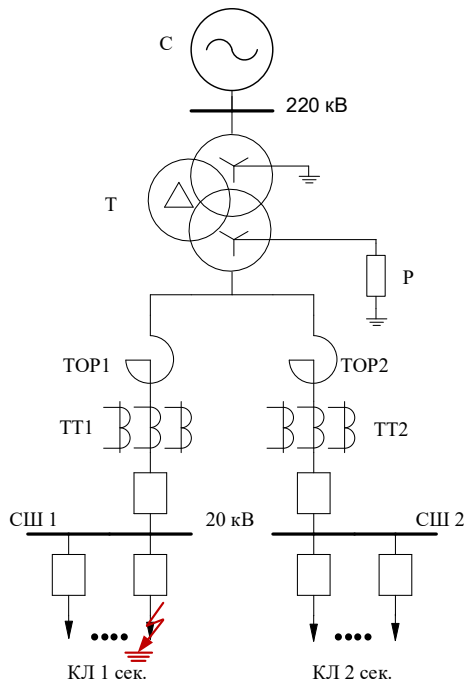 С
220 кВ
Т
Р
ТОР1
ТОР2
ТТ1
ТТ2
СШ 1
20 кВ
СШ 2
КЛ 1 сек.
КЛ 2 сек.